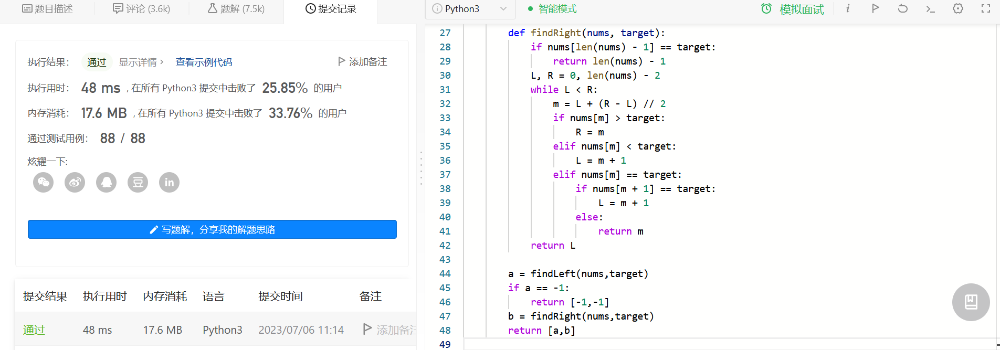 题目描述
评论 (3.6k)
题解 (7.5k)
提交记录
执行结果：
通过
显示详情 >
查看示例代码
添加备注
执行用时： 48 ms , 在所有 Python3 提交中击败了 25.85% 的用户
内存消耗： 17.6 MB , 在所有 Python3 提交中击败了 33.76% 的用户
通过测试用例： 88 / 88
炫耀一下:
豆
in
写题解，分享我的解题思路
提交结果 执行用时 内存消耗 语言 提交时间 备注
通过 48 ms 17.6 MB Python3 2023/07/06 11:14 添加备注
i Python3
智能模式
模拟面试
i
27 def findRight(nums, target):
28 if nums[len(nums) - 1] == target:
29 return len(nums) - 1
30 L, R = 0, len(nums) - 2
31 while L < R:
32 m = L + (R - L) // 2
33 if nums[m] > target:
34 R = m
35 elif nums[m] < target:
36 L = m + 1
37 elif nums[m] == target:
38 if nums[m + 1] == target:
39 L = m + 1
40 else:
41 return m
42 return L
43
44 a = findLeft(nums,target)
45 if a == -1:
46 return [-1,-1]
47 b = findRight(nums,target)
48 return [a,b]
49